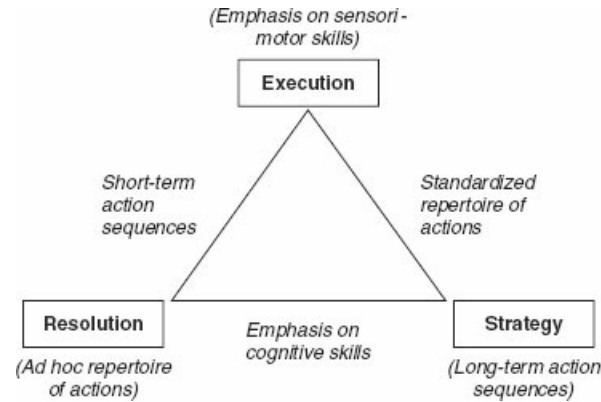 (Emphasis on sensori-
motor skills)
Execution
Short-term
action
sequences
Standardized
repertoire of
actions
Resolution
Emphasis on
cognitive skills
Strategy
(Ad hoc repertoire
of actions)
(Long-term action
sequences)